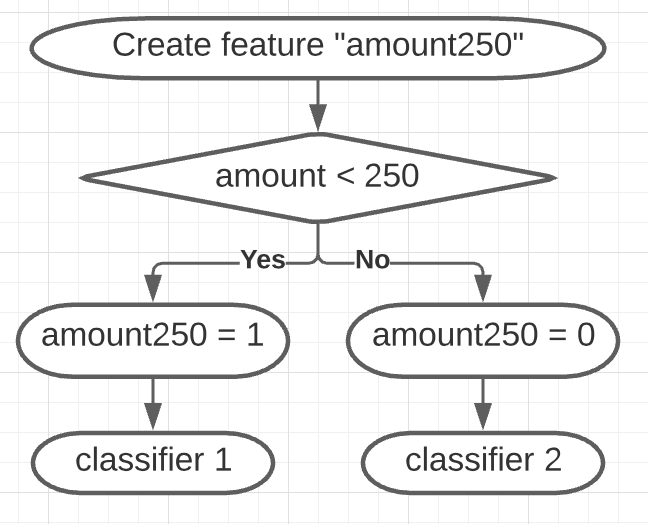 Create feature "amount250"
amount < 250
Yes
No
amount250 = 1
amount250 = 0
classifier 1
classifier 2